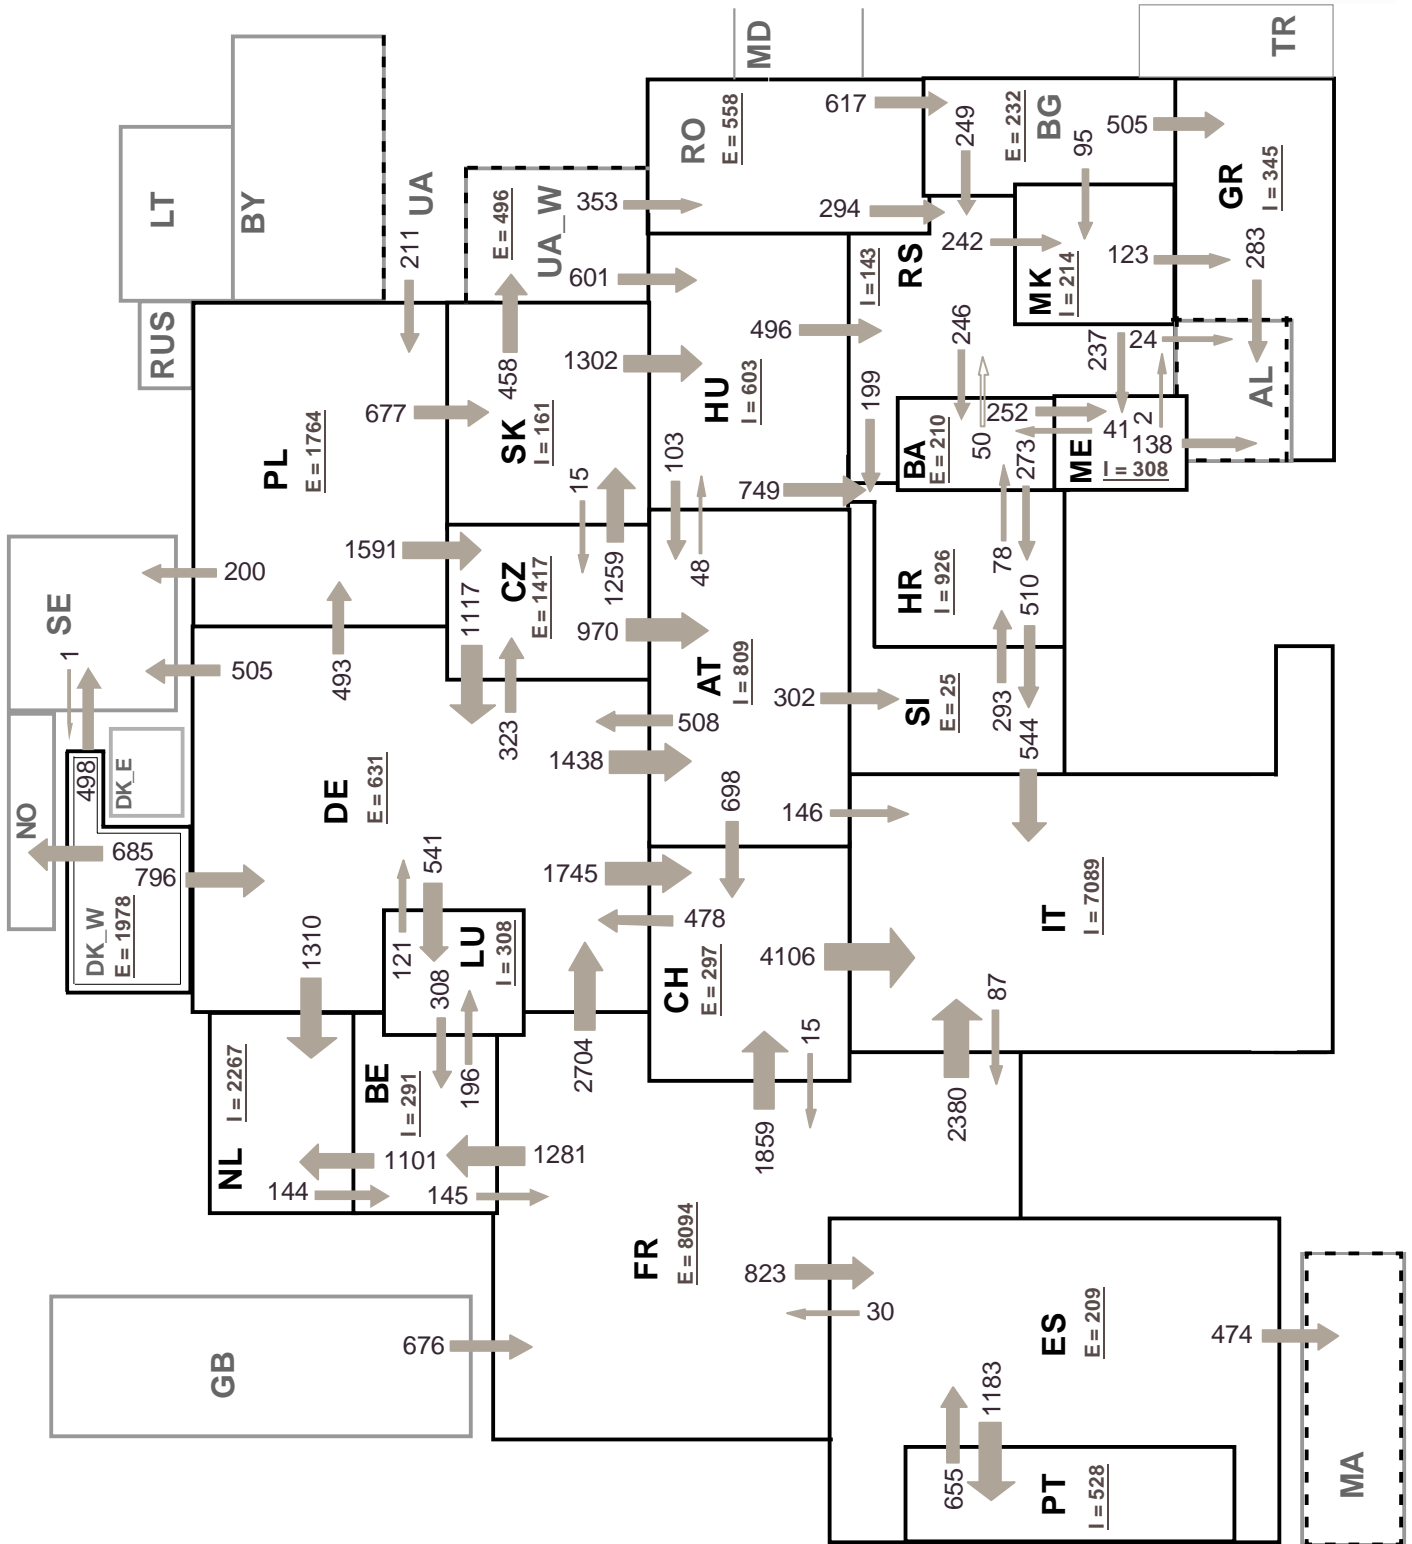 MD
TR
RO
E = 558
617
249
E = 232
BG
95
505
GR
I = 345
LT
BY
UA
211
E = 496
UA_W
353
294
601
I = 143
RS
242
MK
I = 214
123
283
RUS
458
1302
496
246
237
24
AL
PL
E = 1764
677
SK
I = 161
HU
I = 603
199
BA
E = 210
252
50
273
41
2
138
ME
I = 308
15
103
749
SE
200
1591
1117
CZ
E = 1417
1259
48
HR
I = 926
78
510
1
505
493
323
970
AT
I = 809
302
SI
E = 25
293
544
508
1438
NO
498
DK_E
DE
E = 631
698
146
685
796
DK_W
E = 1978
541
1745
478
IT
I = 7089
1310
121
308
LU
I = 308
CH
E = 297
4106
87
15
NL
I = 2267
BE
I = 291
196
2704
1859
2380
1101
144
1281
145
FR
E = 8094
823
30
GB
676
ES
E = 209
474
MA
655
1183
PT
I = 528